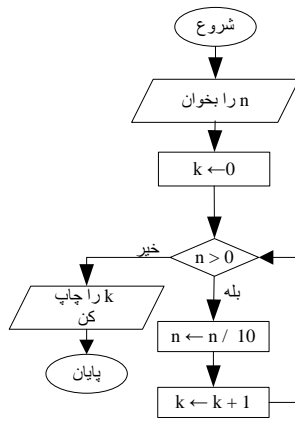 شروع
n را بخوان
k ←0
n > 0
خیر
بله
k را چاپ
کن
n ← n / 10
پایان
k ← k + 1